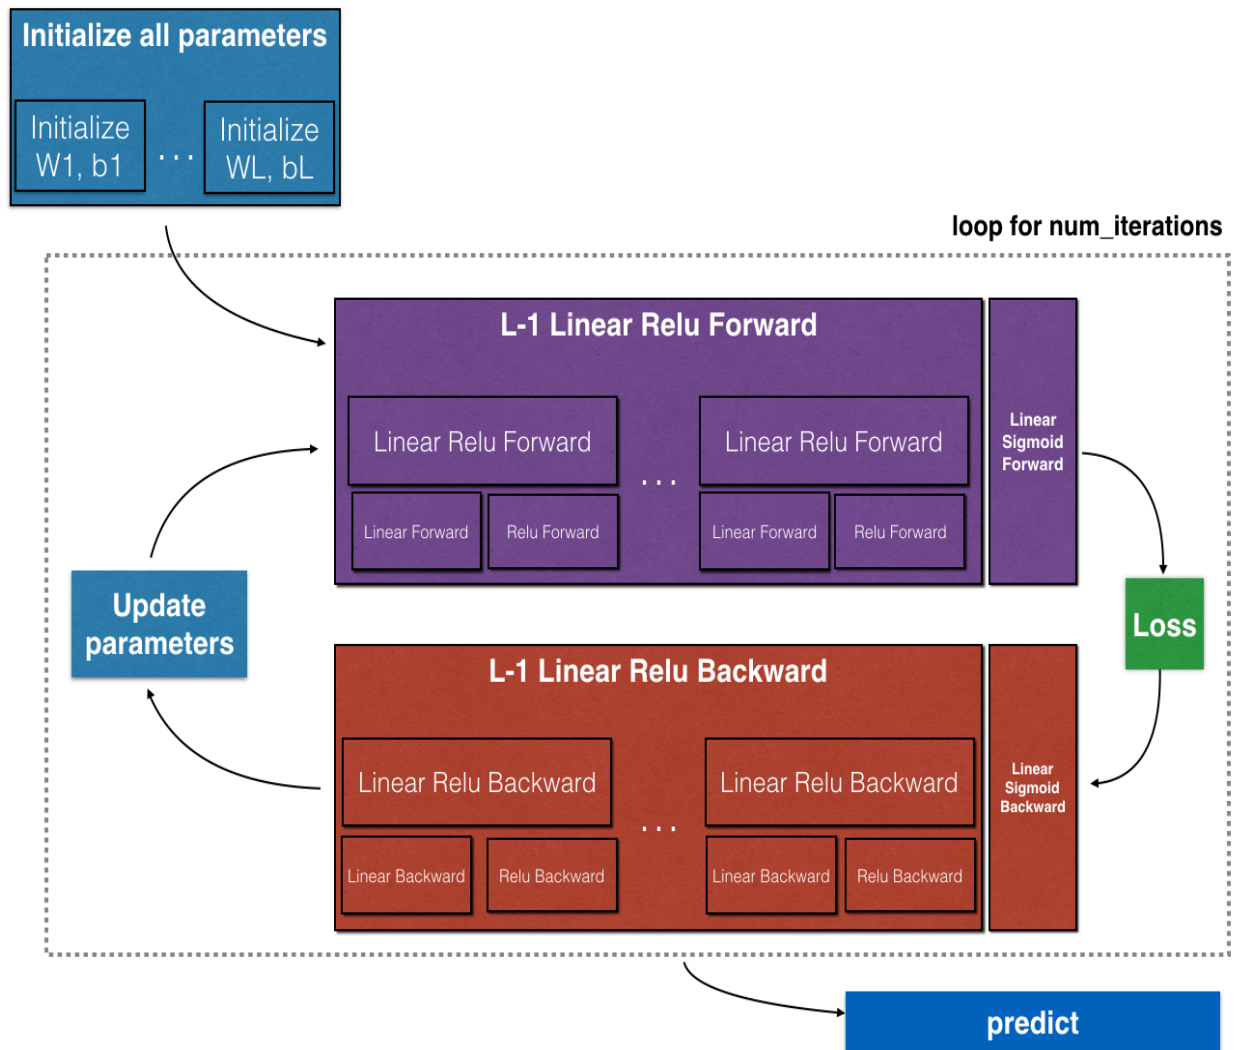 Initialize all parameters
Initialize
W1, b1
...
Initialize
WL, bL
loop for num_iterations
L-1 Linear Relu Forward
Linear Relu Forward
...
Linear Relu Forward
Linear Forward
Relu Forward
Linear Forward
Relu Forward
Linear
Sigmoid
Forward
Update
parameters
Loss
L-1 Linear Relu Backward
Linear Relu Backward
...
Linear Relu Backward
Linear Backward
Relu Backward
Linear Backward
Relu Backward
Linear
Sigmoid
Backward
predict